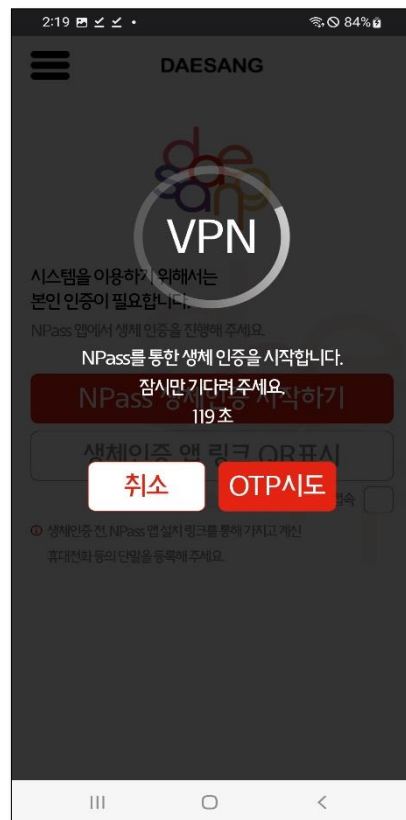 2:19
84%
DAESANG
daesang
VPN
시스템을 이용하기 위해서는
본인 인증이 필요합니다.
NPass 앱에서 생체 인증을 진행해 주세요.
NPass를 통한 생체 인증을 시작합니다.
잠시만 기다려 주세요.
119 초
NPass 생체인증 시작하기
생체인증 앱 링크 QR표시
취소
OTP시도
접속
생체인증 전, NPass 앱 설치 링크를 통해 가지고 계신
휴대전화 등의 단말을 등록해 주세요.